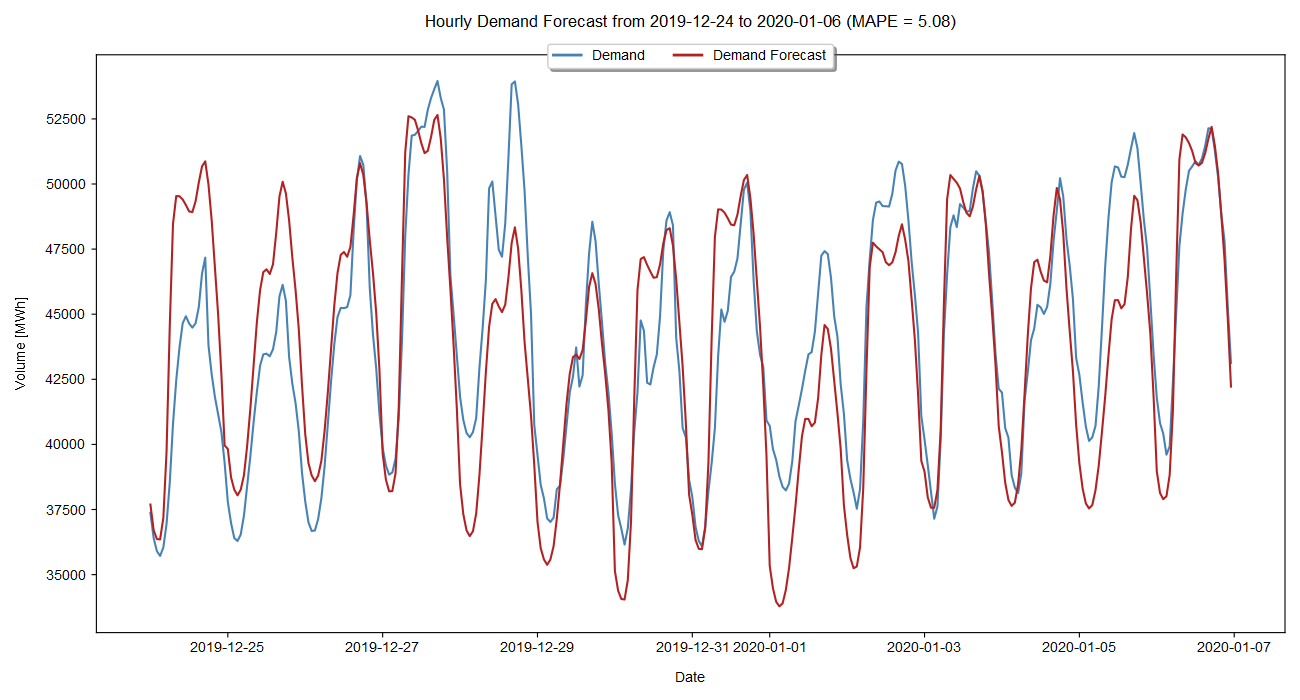 Hourly Demand Forecast from 2019-12-24 to 2020-01-06 (MAPE = 5.08)
Demand Demand Forecast
52500
50000
47500
45000
42500
40000
37500
35000
Volume [MWh]
2019-12-25 2019-12-27 2019-12-29 2019-12-31 2020-01-01 2020-01-03 2020-01-05 2020-01-07
Date